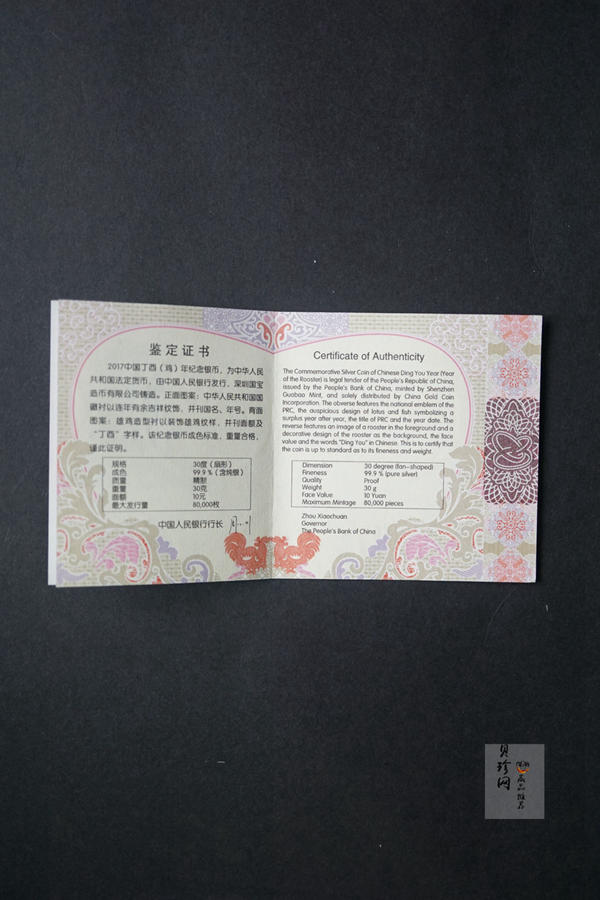 鉴定证书
2017中国丁酉（鸡）年纪念银币，为中华人民
共和国法定货币，由中国人民银行发行，深圳国宝
造币有限公司铸造。正面图案：中华人民共和国国
徽衬以连年有余吉祥纹饰，并刊国名、年号。背面
图案：雄鸡造型衬以装饰雄鸡纹样，并刊面额及
“丁酉”字样。该纪念银币成色标准，重量合格，
谨此证明。
规格 30度（扇形）
成色 99.9％（含纯银）
质量 精制
重量 30克
面额 10元
最大发行量 80,000枚
中国人民银行行长
Certificate of Authenticity
The Commemorative Silver Coin of Chinese Ding You Year (Year
of the Rooster) is legal tender of the People's Republic of China,
issued by the People's Bank of China, minted by Shenzhen
Guobao Mint, and solely distributed by China Gold Coin
Incorporation. The obverse features the national emblem of the
PRC, the auspicious design of lotus and fish symbolizing a
surplus year after year, the title of PRC and the year date. The
reverse features an image of a rooster in the foreground and a
decorative design of the rooster as the background, the face
value and the words "Ding You" in Chinese. This is to certify that
the coin is up to standard as to its fineness and weight.
Dimension 30 degree (fan-shaped)
Fineness 99.9 % (pure silver)
Quality Proof
Weight 30 g
Face Value 10 Yuan
Maximum Mintage 80,000 pieces
Zhou Xiaochuan
Governor
The People's Bank of China
贝珍网
藏品推荐